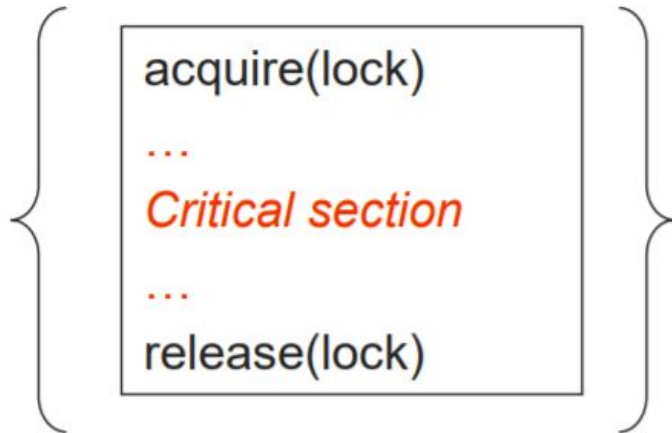 acquire(lock)
...
Critical section
...
release(lock)